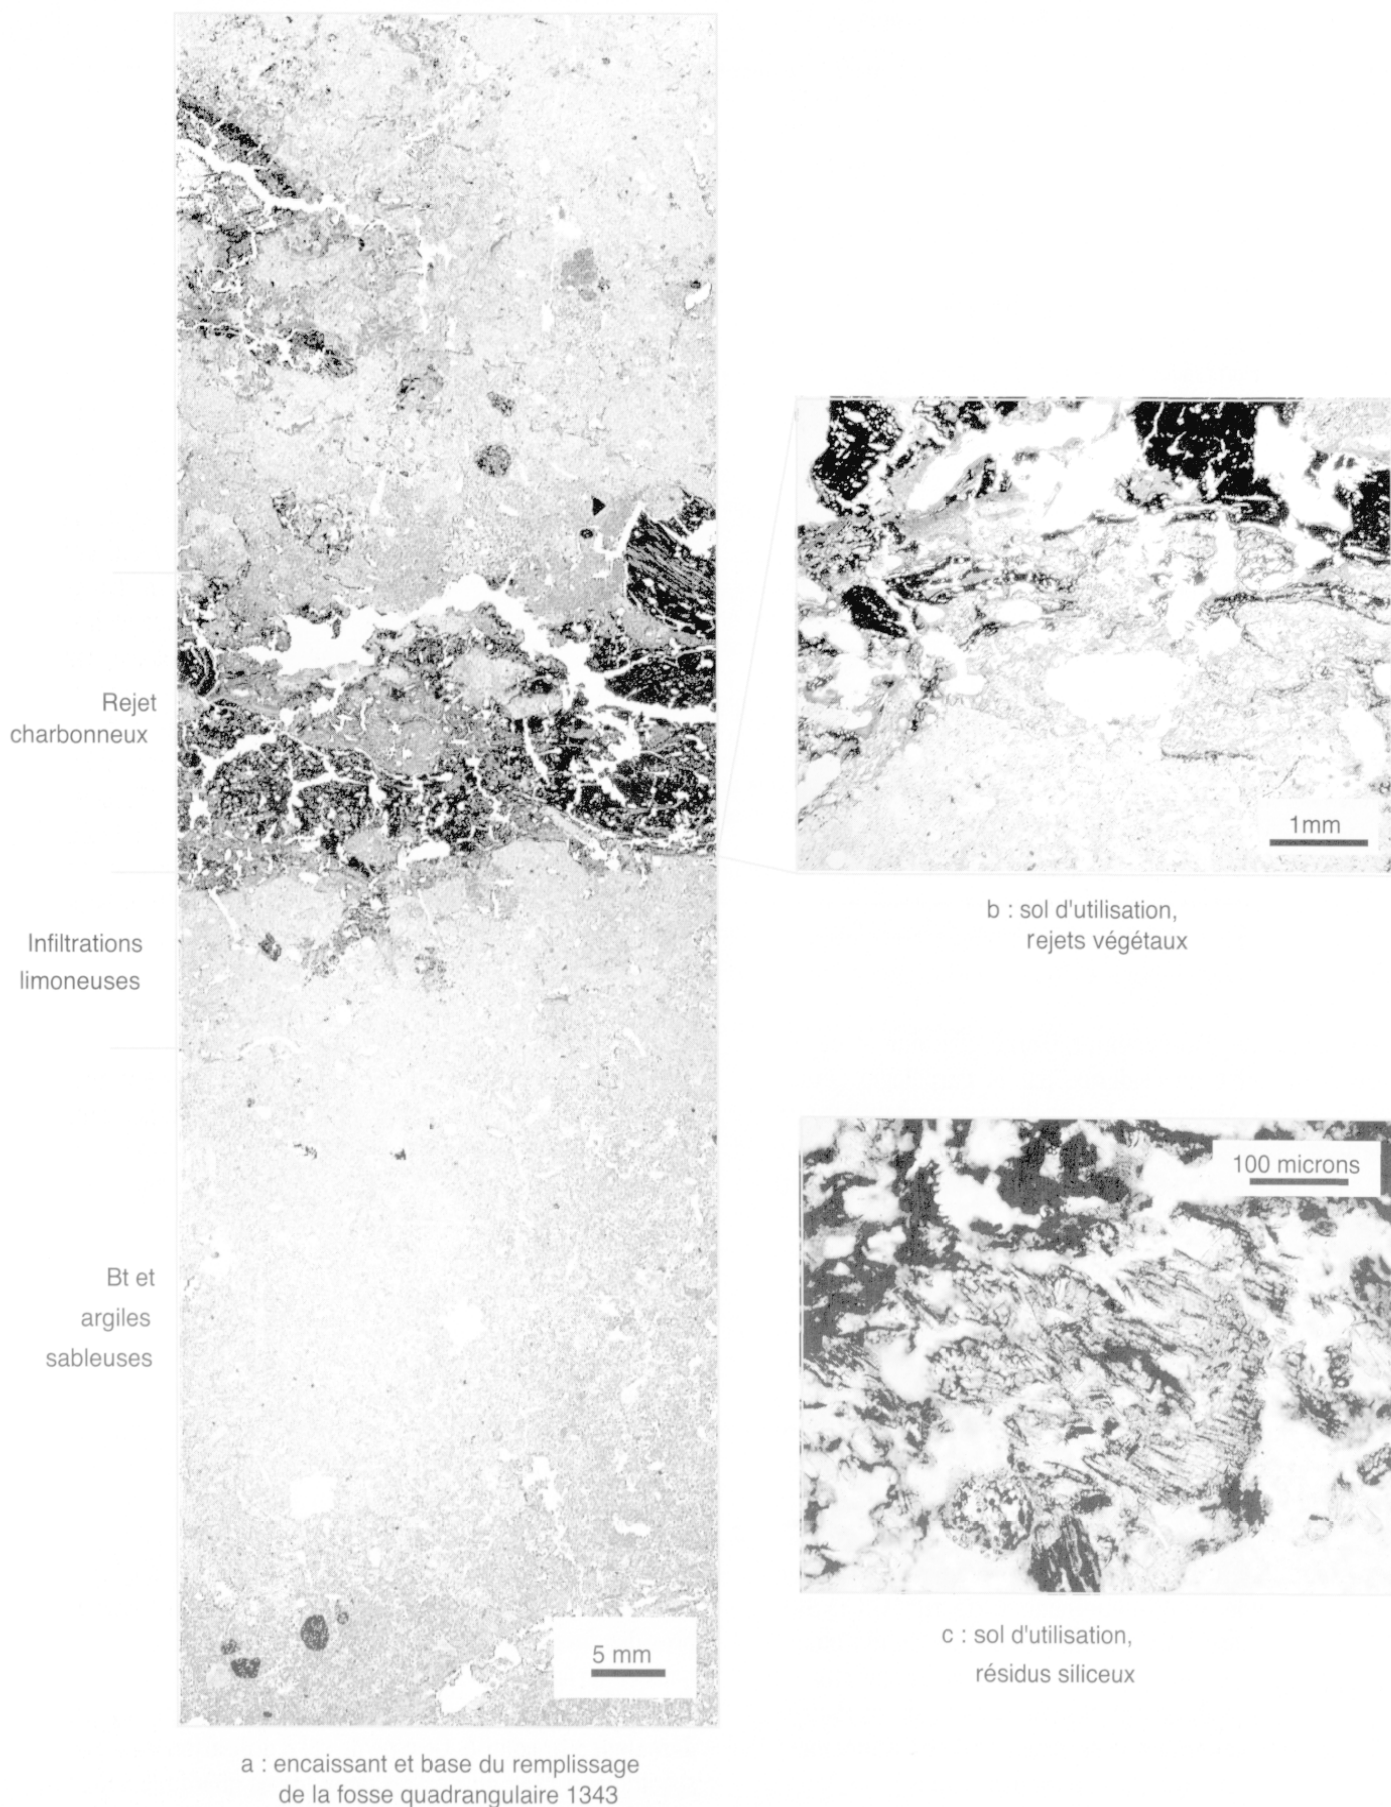 Rejet
charbonneux
Infiltrations
limoneuses
Bt et
argiles
sableuses
5 mm
a : encaissant et base du remplissage
de la fosse quadrangulaire 1343
1mm
b : sol d'utilisation,
rejets végétaux
100 microns
c : sol d'utilisation,
résidus siliceux